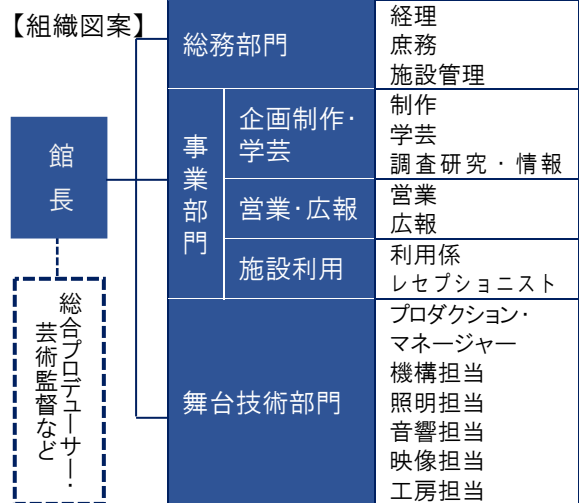 【組織図案】
館
長
総合プロデューサー・
芸術監督など
総務部門
経理
庶務
施設管理
事業部門
企画制作・
学芸
制作
学芸
調査研究・情報
営業・広報
営業
広報
施設利用
利用係
レセプショニスト
舞台技術部門
プロダクション・
マネージャー
機構担当
照明担当
音響担当
映像担当
工房担当